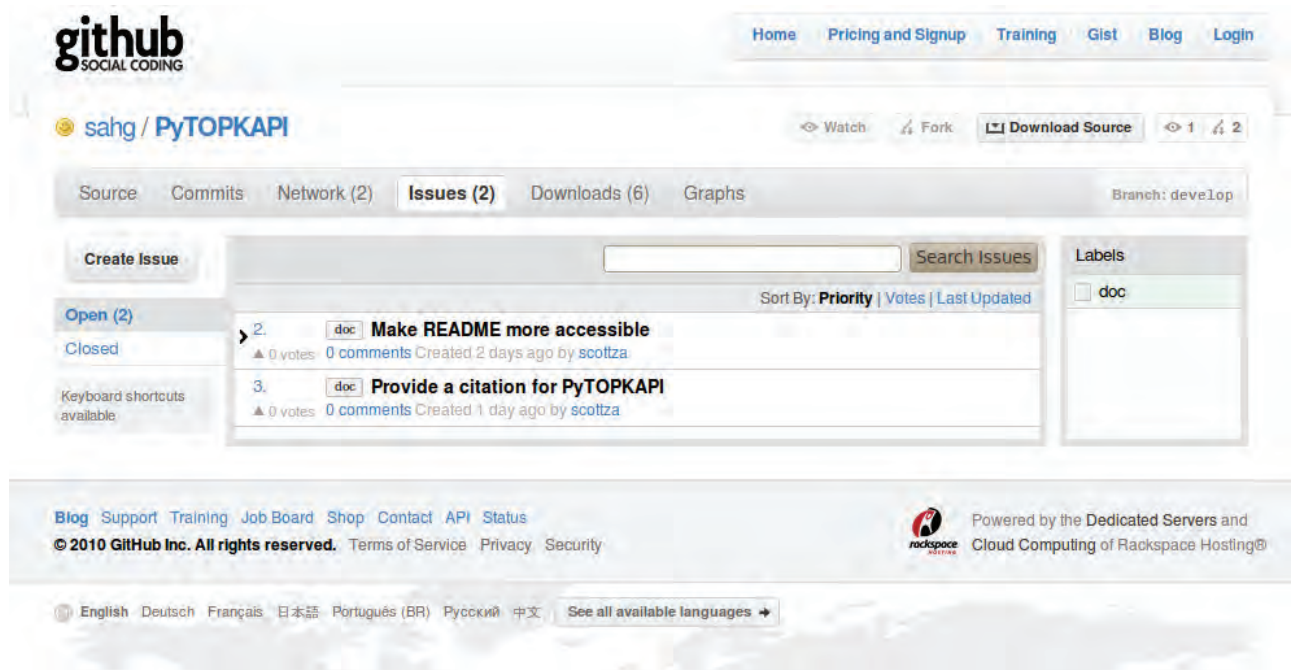 github
SOCIAL CODING
Home Pricing and Signup Training Gist Blog Login
sahg / PyTOPKAPI
Watch Fork Download Source 1 2
Source Commits Network (2) Issues (2) Downloads (6) Graphs
Branch: develop
Create Issue
Search Issues
Labels
Sort By: Priority | Votes | Last Updated
doc
Open (2)
Closed
Keyboard shortcuts
available
2. doc Make README more accessible
▲ 0 votes 0 comments Created 2 days ago by scottza
3. doc Provide a citation for PyTOPKAPI
▲ 0 votes 0 comments Created 1 day ago by scottza
Blog Support Training Job Board Shop Contact API Status
© 2010 GitHub Inc. All rights reserved. Terms of Service Privacy Security
rackspace
HOSTING
Powered by the Dedicated Servers and
Cloud Computing of Rackspace Hosting®
English Deutsch Français 日本語 Português (BR) Русский 中文 See all available languages →